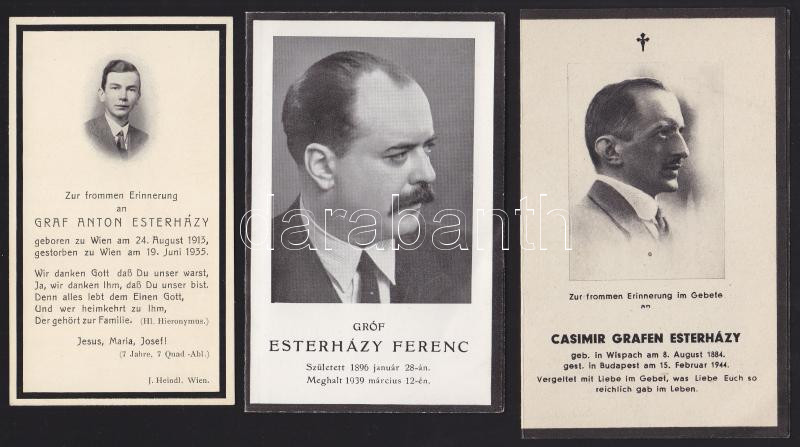 Zur frommen Erinnerung
an
GRAF ANTON ESTERHÁZY
geboren zu Wien am 24. August 1913,
gestorben zu Wien am 19. Juni 1935.
Wir danken Gott daß Du unser warst,
Ja, wir danken Ihm, daß Du unser bist.
Denn alles lebt dem Einen Gott,
Und wer heimkehrt zu Ihm,
Der gehört zur Familie. (Hl. Hieronymus.)
Jesus, Maria, Josef!
(7 Jahre, 7 Quad.-Abl.)
J. Heindl, Wien.
GRÓF
ESTERHÁZY FERENC
Született 1896 január 28-án.
Meghalt 1939 március 12-én.
Zur frommen Erinnerung im Gebete
an
CASIMIR GRAFEN ESTERHÁZY
geb. in Wispach am 8. August 1884.
gest. in Budapest am 15. Februar 1944.
Vergeltet mit Liebe im Gebet, was Liebe Euch so
reichlich gab im Leben.
darabanth